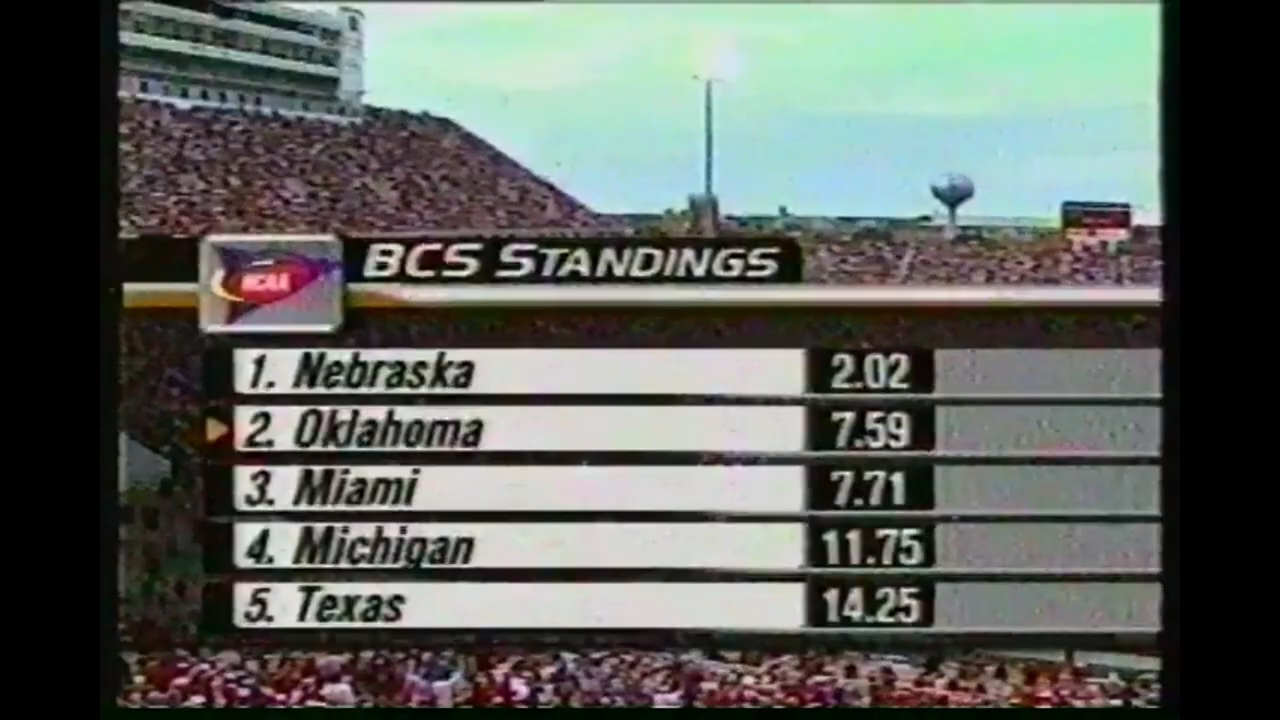 BCS STANDINGS
NCAA
1. Nebraska 2.02
2. Oklahoma 7.59
3. Miami 7.71
4. Michigan 11.75
5. Texas 14.25